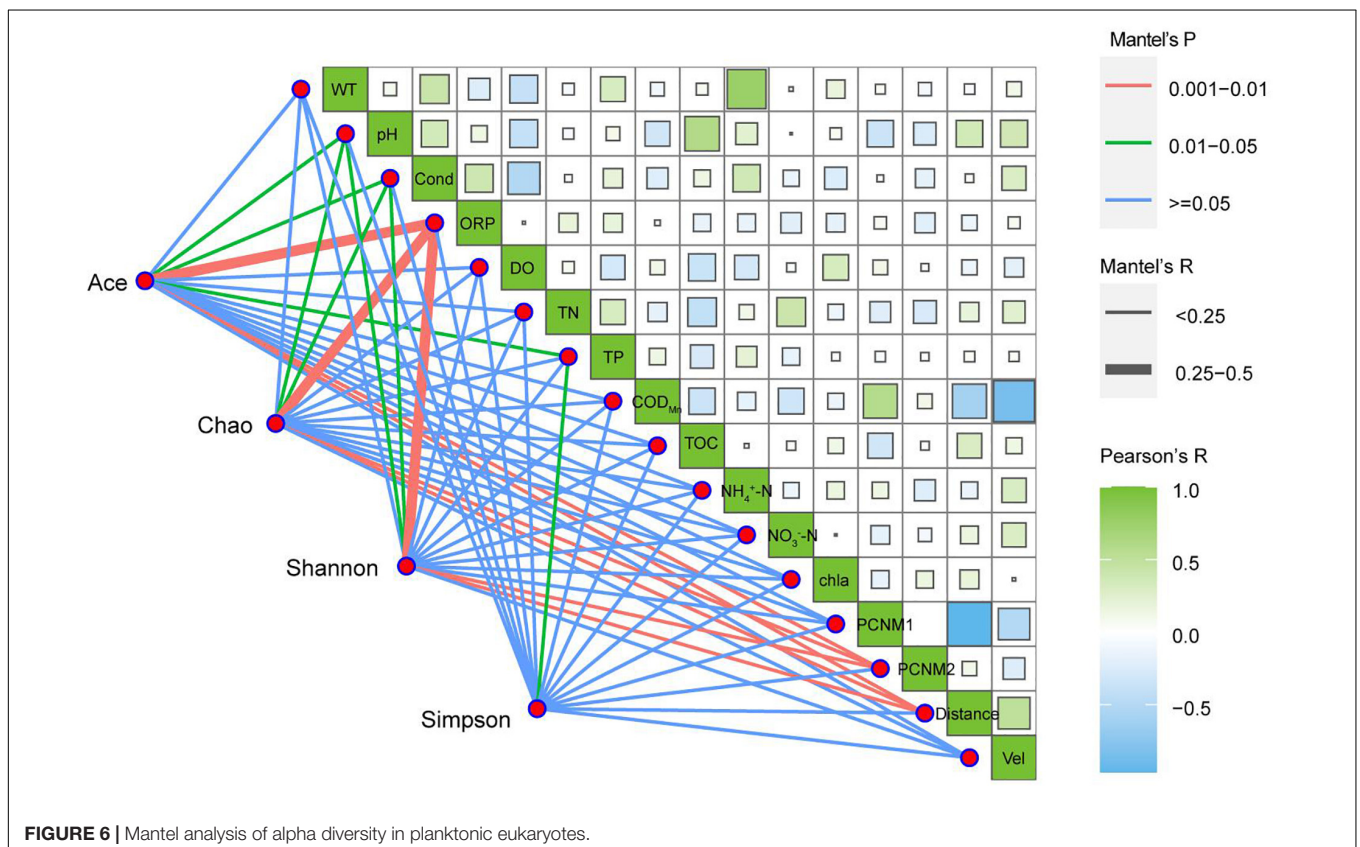 Mantel's P
0.001−0.01
0.01−0.05
>=0.05
Mantel's R
<0.25
0.25−0.5
Pearson's R
1.0
0.5
0.0
−0.5
WT
pH
Cond
ORP
DO
TN
TP
COD_Mn
TOC
NH₄⁺-N
NO₃⁻-N
chla
PCNM1
PCNM2
Distance
Vel
Ace
Chao
Shannon
Simpson
FIGURE 6 | Mantel analysis of alpha diversity in planktonic eukaryotes.